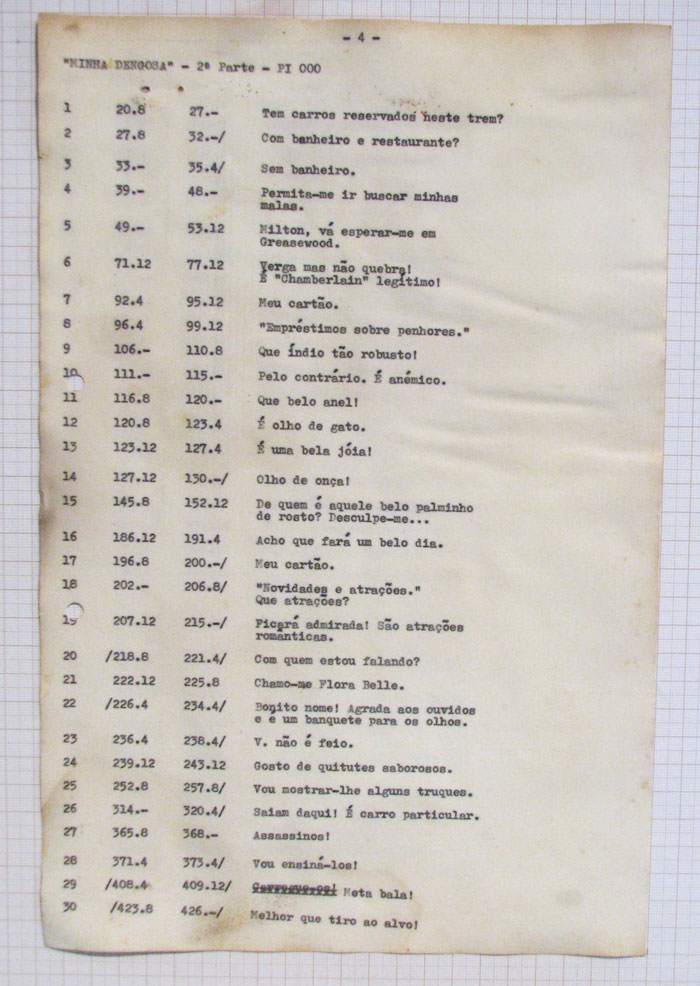 - 4 -
"MINHA DENGOSA" - 2ª Parte - PI 000
1 20.8 27.- Tem carros reservados neste trem?
2 27.8 32.-/ Com banheiro e restaurante?
3 33.- 35.4/ Sem banheiro.
4 39.- 48.- Permita-me ir buscar minhas
malas.
5 49.- 53.12 Milton, vá esperar-me em
Greasewood.
6 71.12 77.12 Verga mas não quebra!
É "Chamberlain" legítimo!
7 92.4 95.12 Meu cartão.
8 96.4 99.12 "Empréstimos sobre penhores."
9 106.- 110.8 Que índio tão robusto!
10 111.- 115.- Pelo contrário. É anémico.
11 116.8 120.- Que belo anel!
12 120.8 123.4 É olho de gato.
13 123.12 127.4 É uma bela jóia!
14 127.12 130.-/ Olho de onça!
15 145.8 152.12 De quem é aquele belo palminho
de rosto? Desculpe-me...
16 186.12 191.4 Acho que fará um belo dia.
17 196.8 200.-/ Meu cartão.
18 202.- 206.8/ "Novidades e atrações."
Que atrações?
19 207.12 215.-/ Ficará admirada! São atrações
românticas.
20 /218.8 221.4/ Com quem estou falando?
21 222.12 225.8 Chamo-me Flora Belle.
22 /226.4 234.4/ Bonito nome! Agrada aos ouvidos
e é um banquete para os olhos.
23 236.4 238.4/ V. não é feio.
24 239.12 243.12 Gosto de quitutes saborosos.
25 252.8 257.8/ Vou mostrar-lhe alguns truques.
26 314.- 320.4/ Saiam daqui! É carro particular.
27 365.8 368.- Assassinos!
28 371.4 373.4/ Vou ensiná-los!
29 /408.4 409.12/ Meta bala!
30 /423.8 426.-/ Melhor que tiro ao alvo!